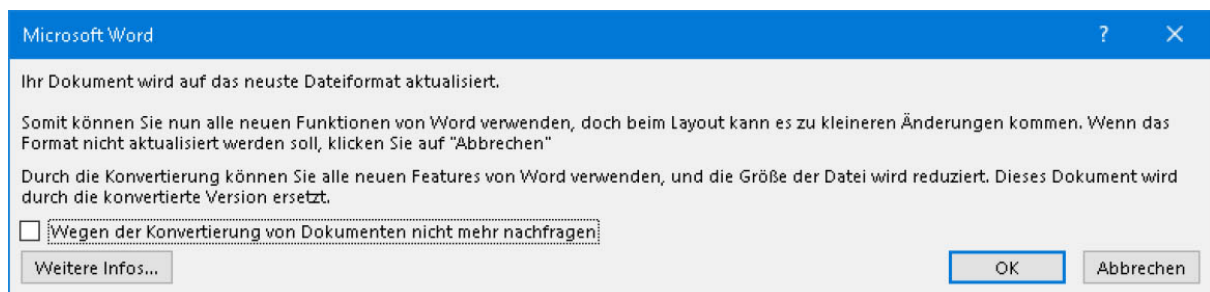 Microsoft Word
Ihr Dokument wird auf das neuste Dateiformat aktualisiert.
Somit können Sie nun alle neuen Funktionen von Word verwenden, doch beim Layout kann es zu kleineren Änderungen kommen. Wenn das
Format nicht aktualisiert werden soll, klicken Sie auf "Abbrechen"
Durch die Konvertierung können Sie alle neuen Features von Word verwenden, und die Größe der Datei wird reduziert. Dieses Dokument wird
durch die konvertierte Version ersetzt.
Wegen der Konvertierung von Dokumenten nicht mehr nachfragen
Weitere Infos... OK Abbrechen